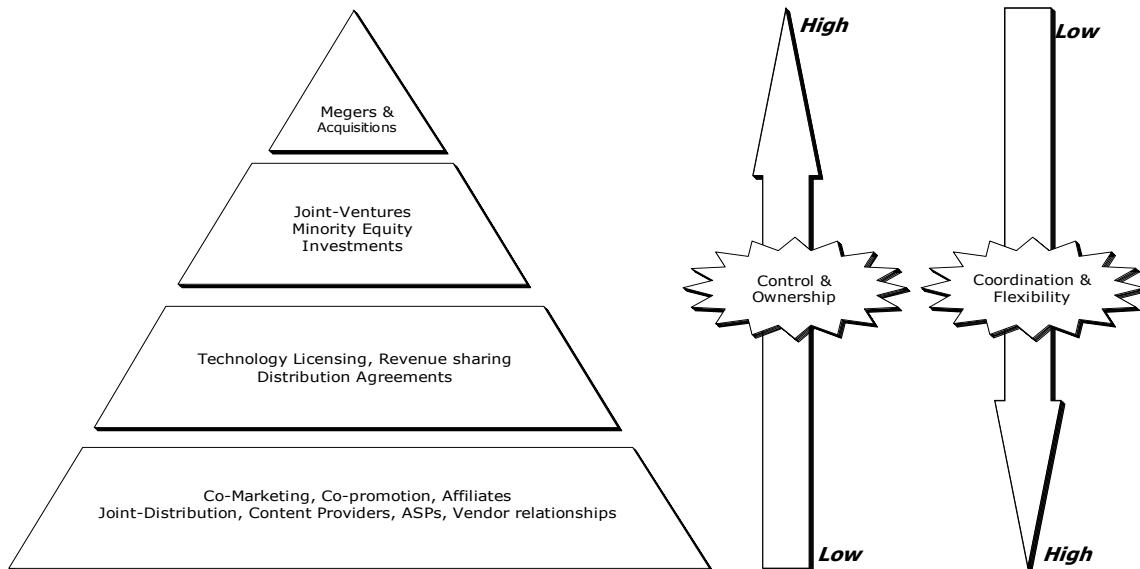 Megers &
Acquisitions
Joint-Ventures
Minority Equity
Investments
Technology Licensing, Revenue sharing
Distribution Agreements
Co-Marketing, Co-promotion, Affiliates
Joint-Distribution, Content Providers, ASPs, Vendor relationships
High
Control &
Ownership
Low
Low
Coordination &
Flexibility
High